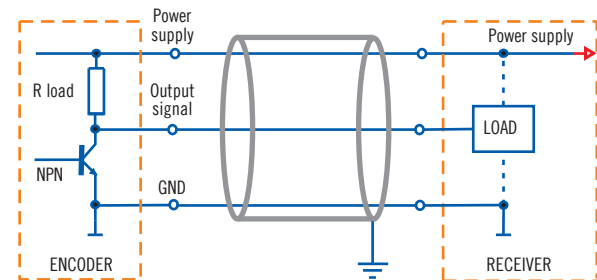 Power
supply
Power supply
R load
Output
signal
LOAD
NPN
GND
ENCODER
RECEIVER